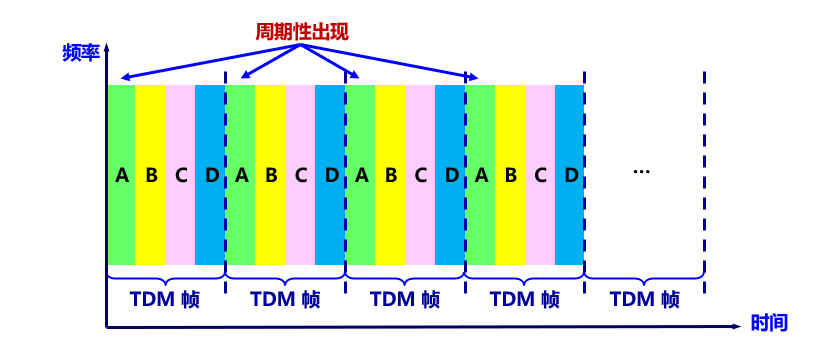 周期性出现
频率
A B C D A B C D A B C D A B C D ...
TDM 帧 TDM 帧 TDM 帧 TDM 帧 TDM 帧
时间